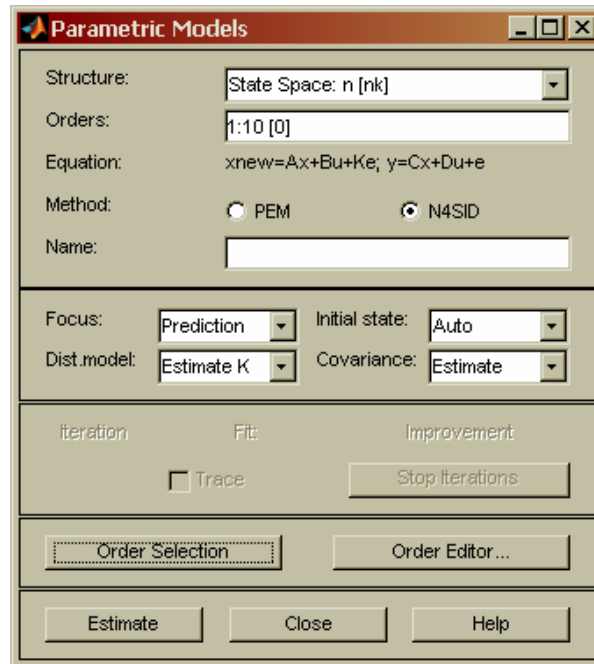 Parametric Models
Structure: State Space: n [nk]
Orders: 1:10 [0]
Equation: xnew=Ax+Bu+Ke; y=Cx+Du+e
Method: PEM N4SID
Name:
Focus: Prediction Initial state: Auto
Dist.model: Estimate K Covariance: Estimate
Iteration Fit: Improvement
Trace Stop Iterations
Order Selection Order Editor...
Estimate Close Help